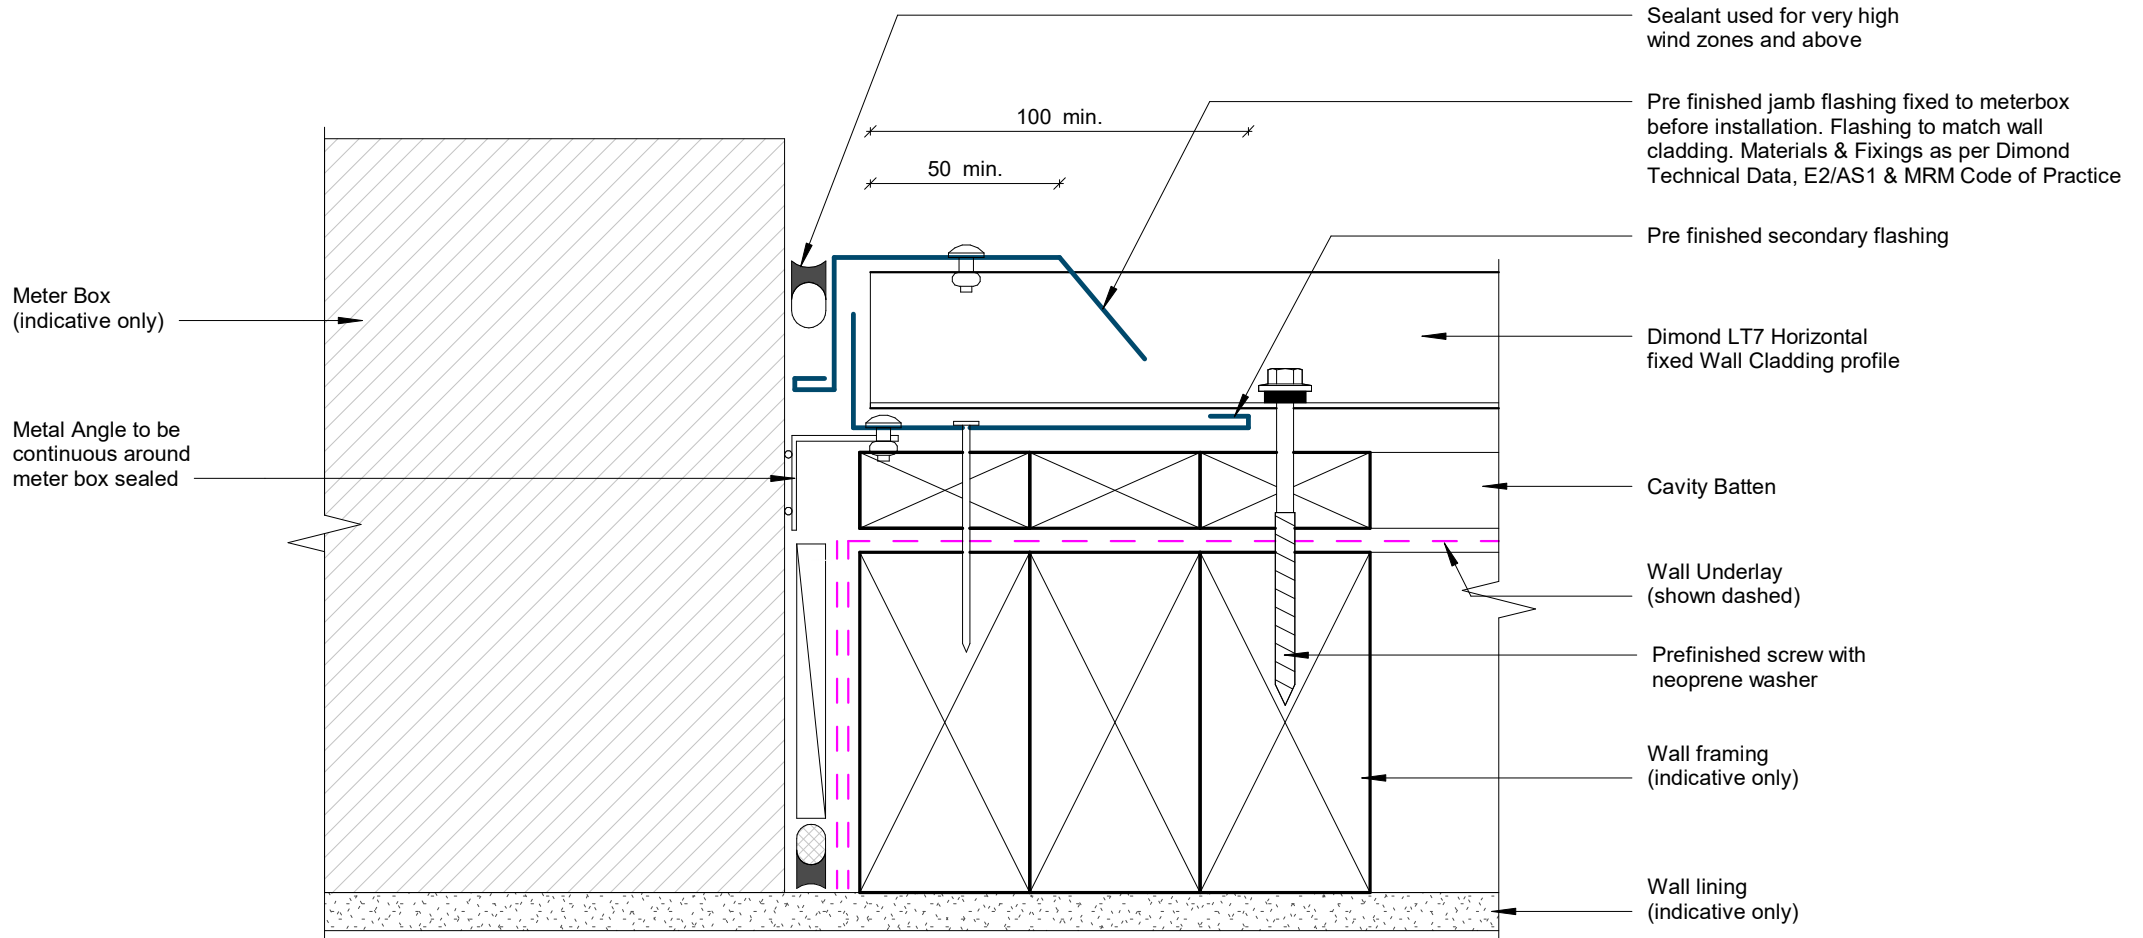 Sealant used for very high
wind zones and above
Pre finished jamb flashing fixed to meterbox
before installation. Flashing to match wall
cladding. Materials & Fixings as per Dimond
Technical Data, E2/AS1 & MRM Code of Practice
100 min.
50 min.
Pre finished secondary flashing
Meter Box
(indicative only)
Dimond LT7 Horizontal
fixed Wall Cladding profile
Metal Angle to be
continuous around
meter box sealed
Cavity Batten
Wall Underlay
(shown dashed)
Prefinished screw with
neoprene washer
Wall framing
(indicative only)
Wall lining
(indicative only)